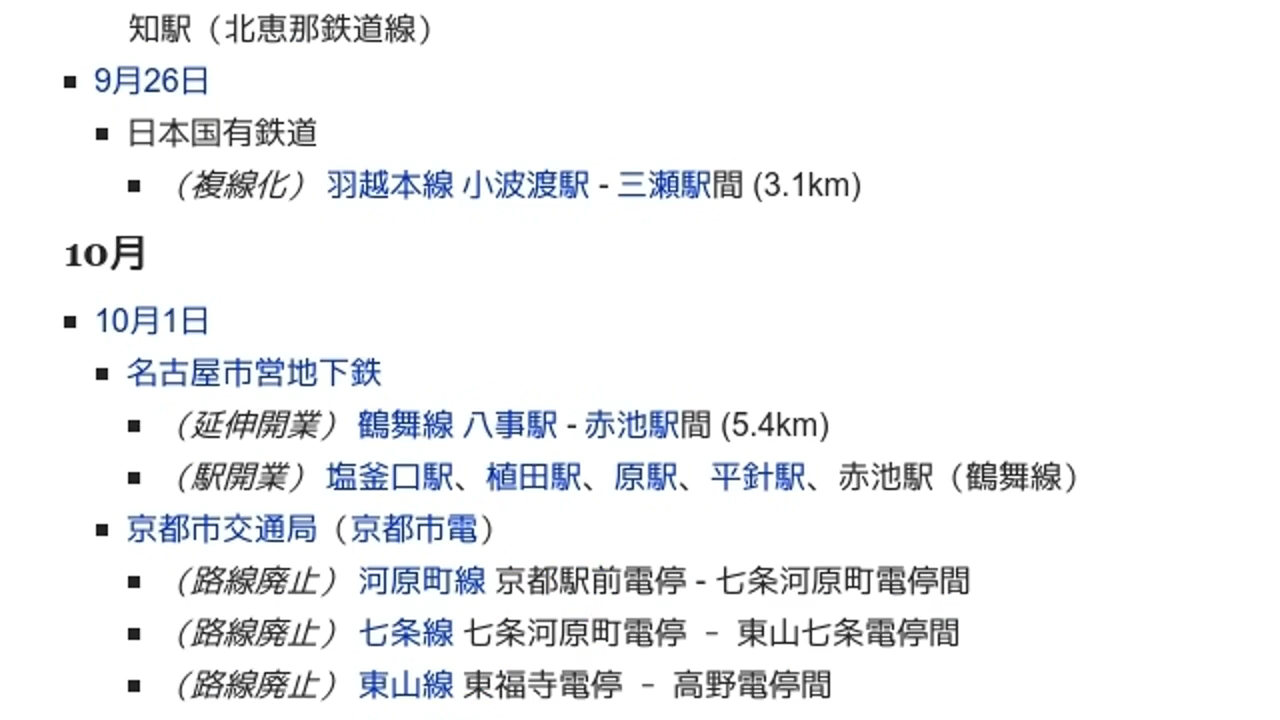 知駅（北恵那鉄道線）
9月26日
日本国有鉄道
（複線化） 羽越本線 小波渡駅 - 三瀬駅間 (3.1km)
10月
10月1日
名古屋市営地下鉄
（延伸開業） 鶴舞線 八事駅 - 赤池駅間 (5.4km)
（駅開業） 塩釜口駅、植田駅、原駅、平針駅、赤池駅（鶴舞線）
京都市交通局（京都市電）
（路線廃止） 河原町線 京都駅前電停 - 七条河原町電停間
（路線廃止） 七条線 七条河原町電停 － 東山七条電停間
（路線廃止） 東山線 東福寺電停 － 高野電停間